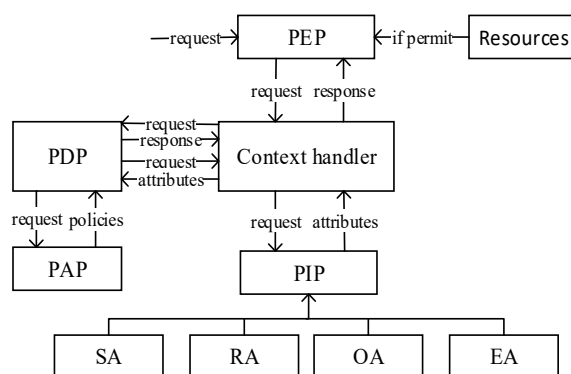 request
PEP
if permit
Resources
request
response
request
response
request
attributes
PDP
Context handler
request
policies
request
attributes
PAP
PIP
SA
RA
OA
EA